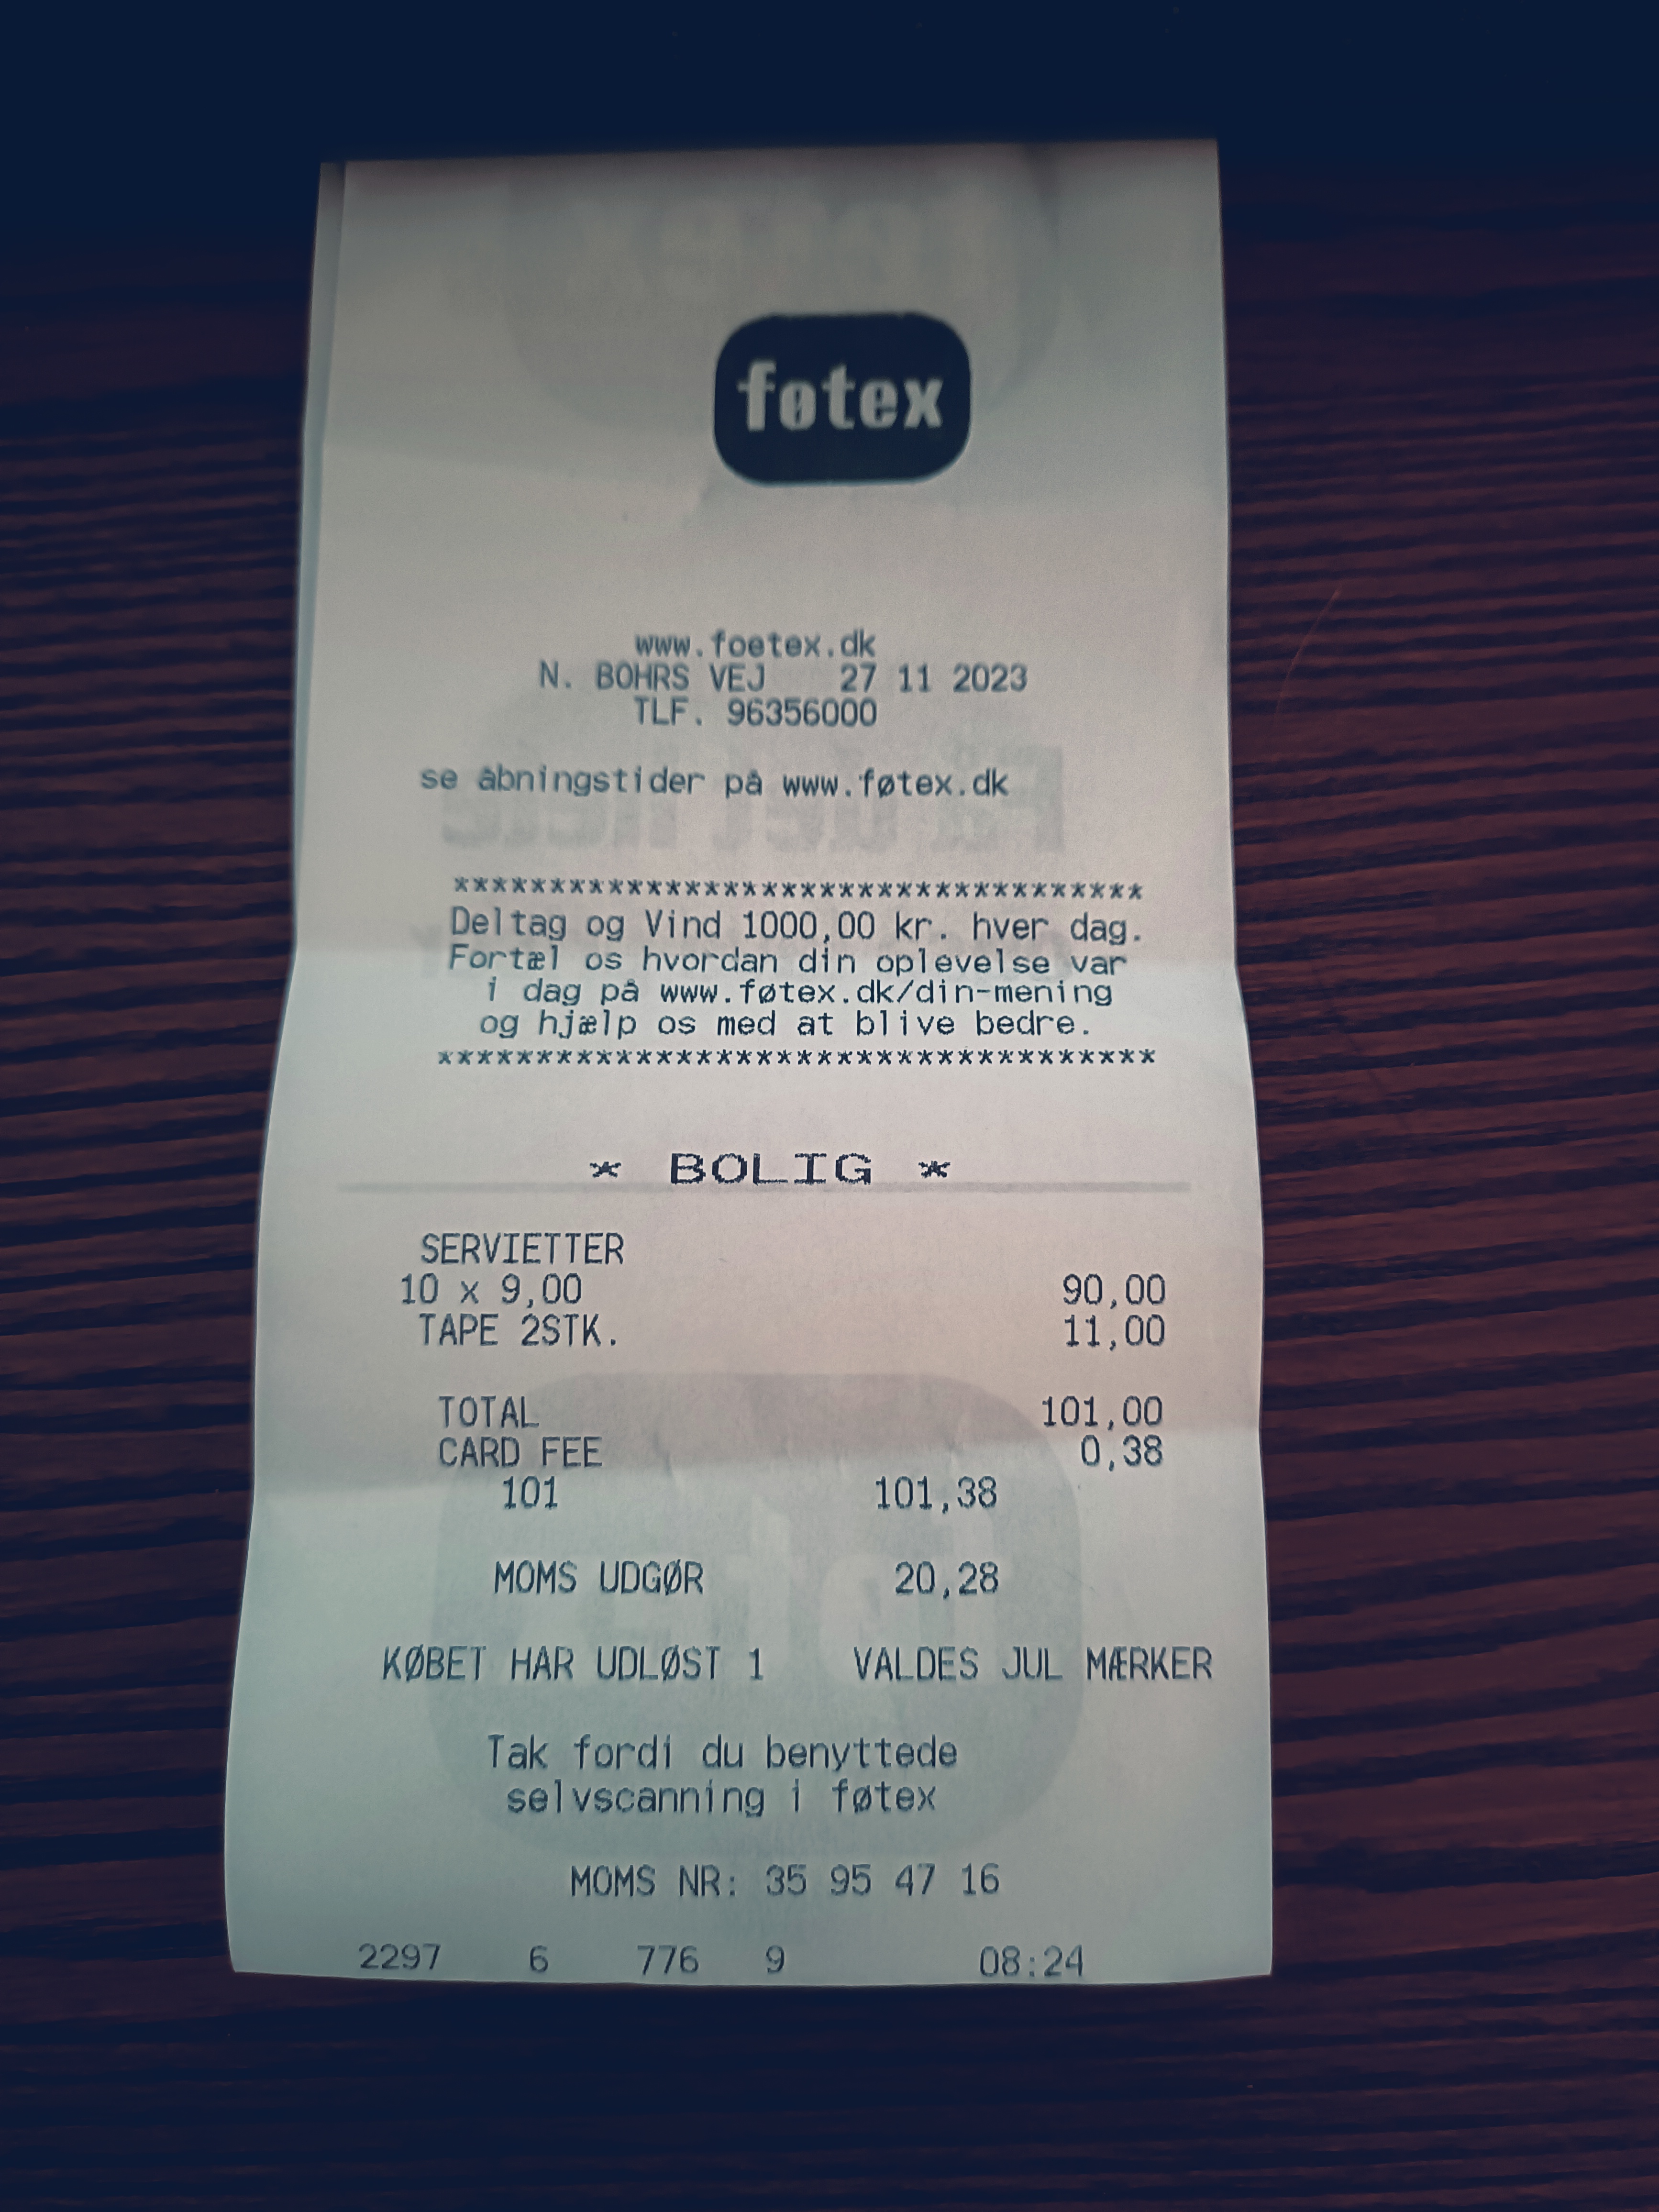 føtex
www.foetex.dk
N. BOHRS VEJ 27 11 2023
TLF. 96356000
se åbningstider på www.føtex.dk
************************************
Deltag og Vind 1000,00 kr. hver dag.
Fortæl os hvordan din oplevelse var
i dag på www.føtex.dk/din-mening
og hjælp os med at blive bedre.
*************************************
* BOLIG *
SERVIETTER
10 x 9,00 90,00
TAPE 2STK. 11,00
TOTAL 101,00
CARD FEE 0,38
101 101,38
MOMS UDGØR 20,28
KØBET HAR UDLØST 1 VALDES JUL MÆRKER
Tak fordi du benyttede
selvscanning i føtex
MOMS NR: 35 95 47 16
2297 6 776 9 08:24